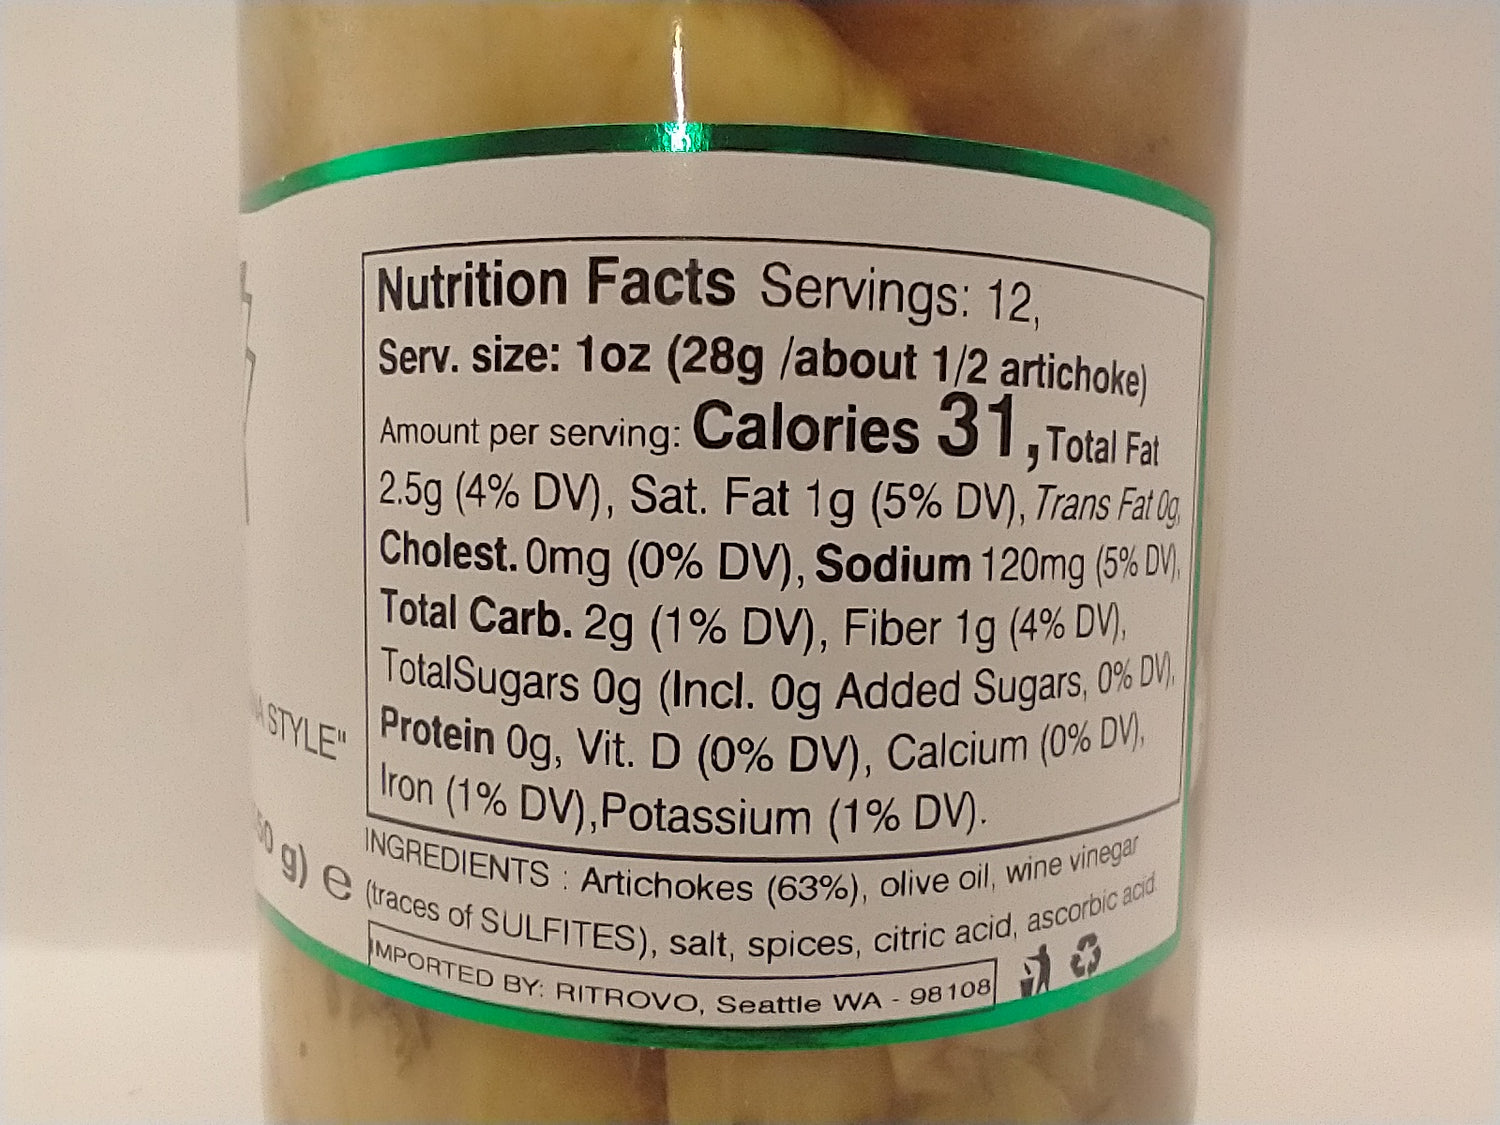 Nutrition Facts Servings: 12,
Serv. size: 1oz (28g /about 1/2 artichoke)
Amount per serving: Calories 31, Total Fat
2.5g (4% DV), Sat. Fat 1g (5% DV), Trans Fat 0g,
Cholest. 0mg (0% DV), Sodium 120mg (5% DV),
Total Carb. 2g (1% DV), Fiber 1g (4% DV),
TotalSugars 0g (Incl. 0g Added Sugars, 0% DV),
Protein 0g, Vit. D (0% DV), Calcium (0% DV),
Iron (1% DV),Potassium (1% DV).
INGREDIENTS : Artichokes (63%), olive oil, wine vinegar
(traces of SULFITES), salt, spices, citric acid, ascorbic acid.
IMPORTED BY: RITROVO, Seattle WA - 98108
STYLE"
g) e